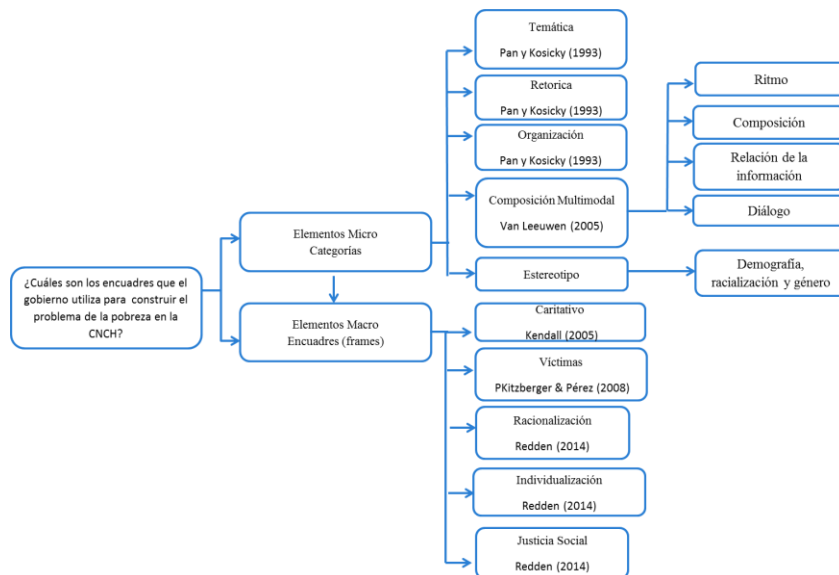 ¿Cuáles son los encuadres que el
gobierno utiliza para construir el
problema de la pobreza en la
CNCH?
Elementos Micro
Categorías
Elementos Macro
Encuadres (frames)
Temática
Pan y Kosicky (1993)
Retorica
Pan y Kosicky (1993)
Organización
Pan y Kosicky (1993)
Composición Multimodal
Van Leeuwen (2005)
Estereotipo
Ritmo
Composición
Relación de la
información
Diálogo
Demografía,
racialización y género
Caritativo
Kendall (2005)
Víctimas
PKitzberger & Pérez (2008)
Racionalización
Redden (2014)
Individualización
Redden (2014)
Justicia Social
Redden (2014)